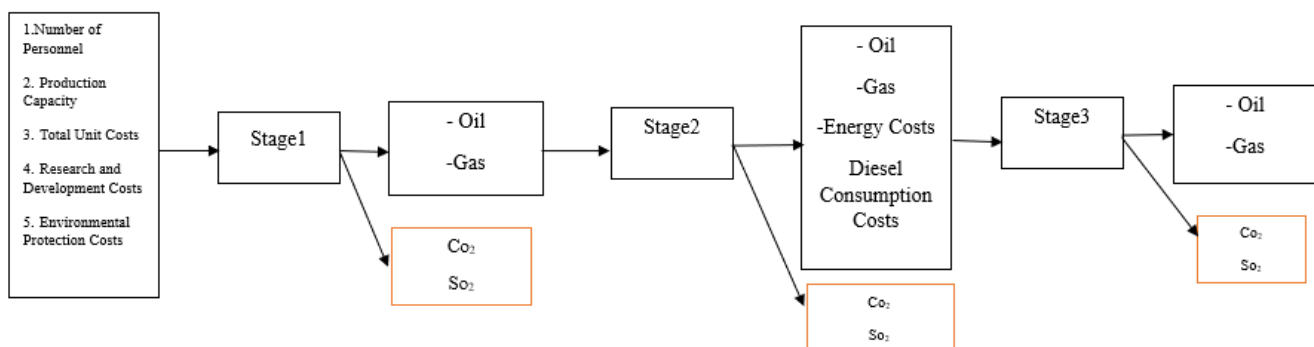 1.Number of
Personnel
2. Production
Capacity
3. Total Unit Costs
4. Research and
Development Costs
5. Environmental
Protection Costs
Stage1
- Oil
-Gas
Co₂
So₂
Stage2
- Oil
-Gas
-Energy Costs
Diesel
Consumption
Costs
Co₂
So₂
Stage3
- Oil
-Gas
Co₂
So₂